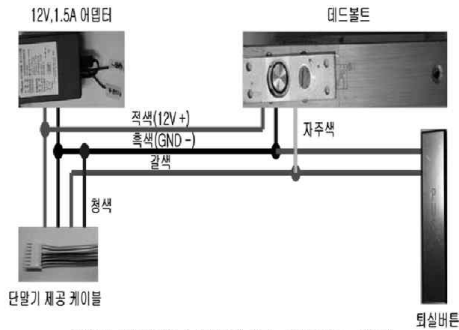 12V,1.5A 어댑터
데드볼트
적색(12V +)
흑색(GND -)
자주색
갈색
청색
단말기 제공 케이블
퇴실버튼